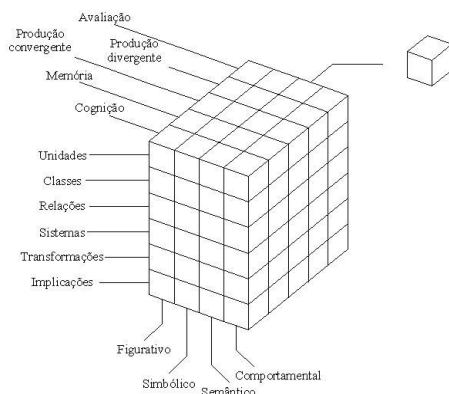 Avaliação
Produção
convergente
Produção
divergente
Memória
Cognição
Unidades
Classes
Relações
Sistemas
Transformações
Implicações
Figurativo
Simbólico
Semântico
Comportamental